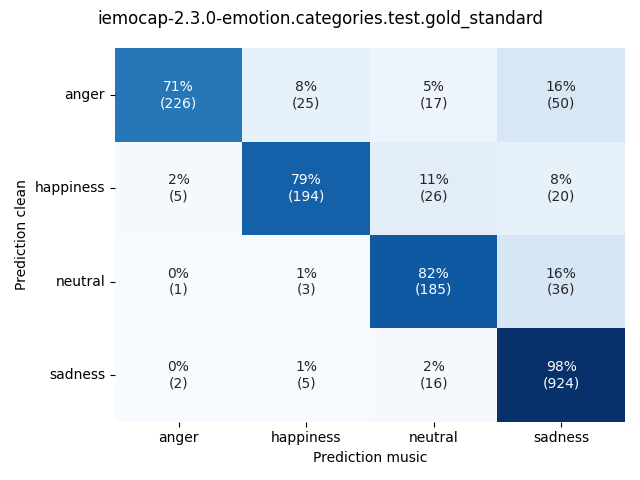 iemocap-2.3.0-emotion.categories.test.gold_standard
Prediction clean
anger
71%
(226)
8%
(25)
5%
(17)
16%
(50)
happiness
2%
(5)
79%
(194)
11%
(26)
8%
(20)
neutral
0%
(1)
1%
(3)
82%
(185)
16%
(36)
sadness
0%
(2)
1%
(5)
2%
(16)
98%
(924)
anger
happiness
neutral
sadness
Prediction music